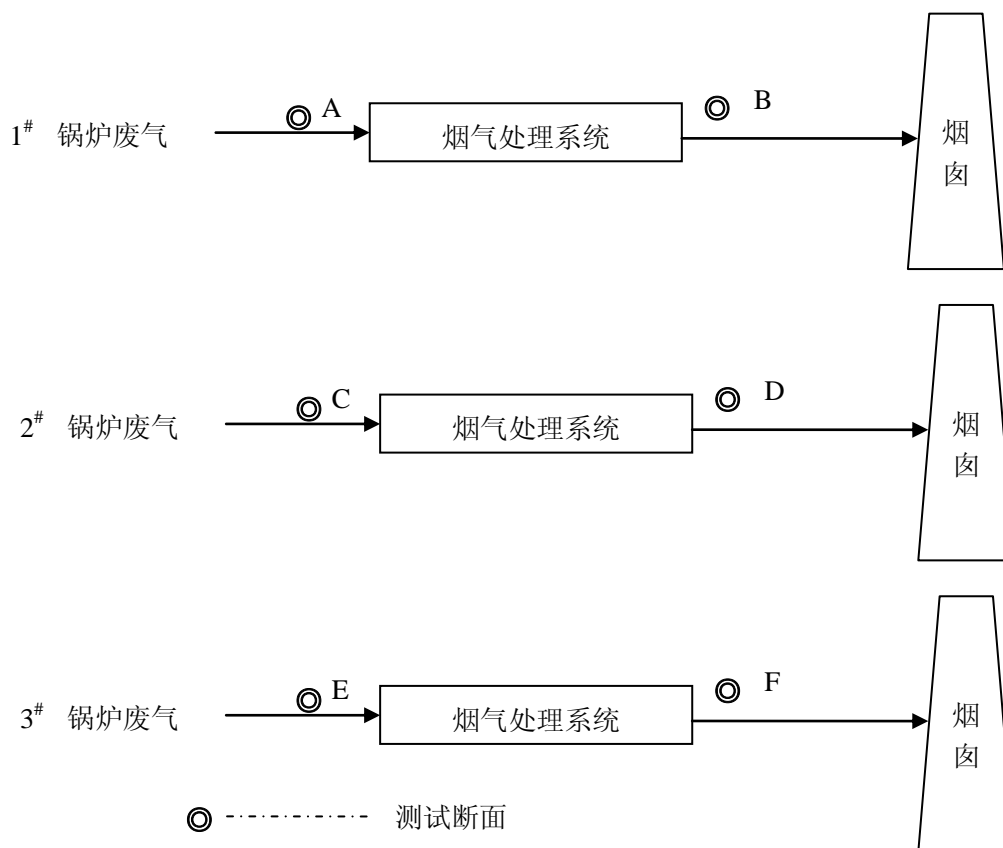 1# 锅炉废气 A 烟气处理系统 B 烟囱
2# 锅炉废气 C 烟气处理系统 D 烟囱
3# 锅炉废气 E 烟气处理系统 F 烟囱
测试断面